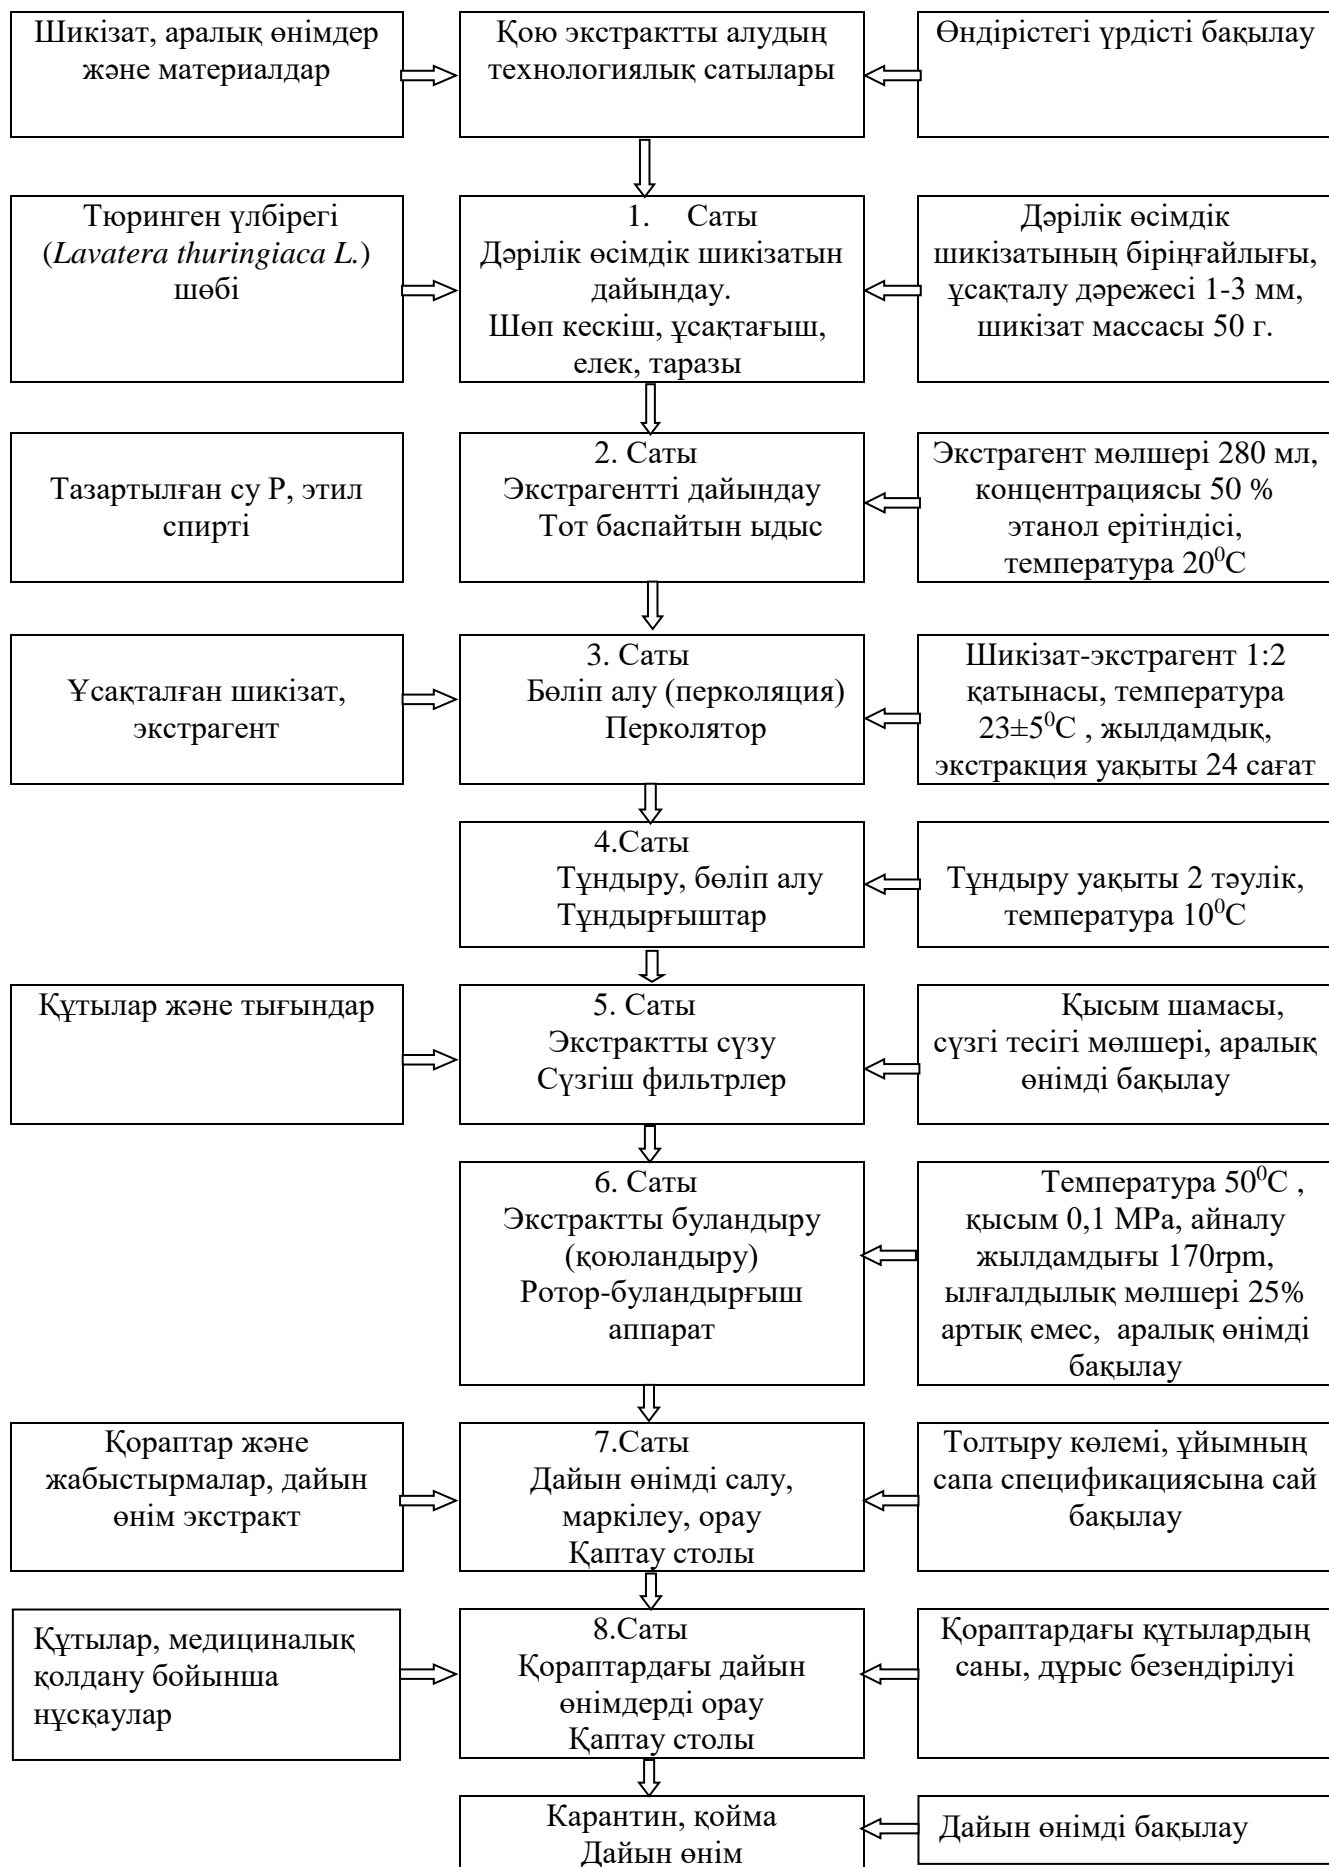 Шикізат, аралық өнімдер
және материалдар
Қою экстрактты алудың
технологиялық сатылары
Өндірістегі үрдісті бақылау
Тюринген үлбірегі
(Lavatera thuringiaca L.)
шөбі
1. Саты
Дәрілік өсімдік шикізатын
дайындау.
Шөп кескіш, ұсақтағыш,
елек, таразы
Дәрілік өсімдік
шикізатының біріңғайлығы,
ұсақталу дәрежесі 1-3 мм,
шикізат массасы 50 г.
Тазартылған су Р, этил
спирті
2. Саты
Экстрагентті дайындау
Тот баспайтын ыдыс
Экстрагент мөлшері 280 мл,
концентрациясы 50 %
этанол ерітіндісі,
температура 20⁰С
Ұсақталған шикізат,
экстрагент
3. Саты
Бөліп алу (перколяция)
Перколятор
Шикізат-экстрагент 1:2
қатынасы, температура
23±5⁰С , жылдамдық,
экстракция уақыты 24 сағат
4.Саты
Тұндыру, бөліп алу
Тұндырғыштар
Тұндыру уақыты 2 тәулік,
температура 10⁰С
Құтылар және тығындар
5. Саты
Экстрактты сүзу
Сүзгіш фильтрлер
Қысым шамасы,
сүзгі тесігі мөлшері, аралық
өнімді бақылау
6. Саты
Экстрактты буландыру
(қоюландыру)
Ротор-буландырғыш
аппарат
Температура 50⁰С ,
қысым 0,1 МРа, айналу
жылдамдығы 170rpm,
ылғалдылық мөлшері 25%
артық емес, аралық өнімді
бақылау
Қораптар және
жабыстырмалар, дайын
өнім экстракт
7.Саты
Дайын өнімді салу,
маркілеу, орау
Қаптау столы
Толтыру көлемі, ұйымның
сапа спецификациясына сай
бақылау
Құтылар, медициналық
қолдану бойынша
нұсқаулар
8.Саты
Қораптардағы дайын
өнімдерді орау
Қаптау столы
Қораптардағы құтылардың
саны, дұрыс безендірілуі
Карантин, қойма
Дайын өнім
Дайын өнімді бақылау